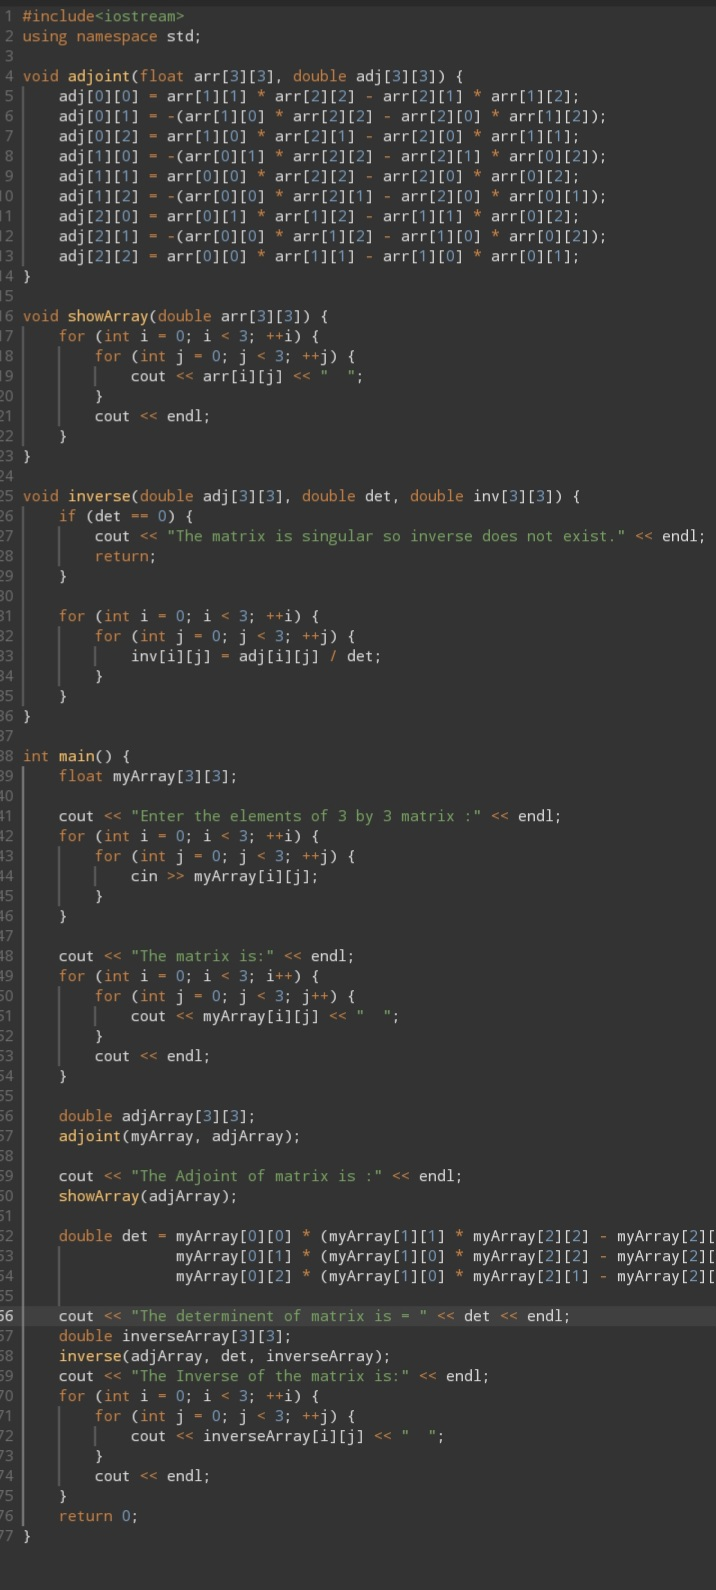 1 #include<iostream>
2 using namespace std;
3
4 void adjoint(float arr[3][3], double adj[3][3]) {
5     adj[0][0] = arr[1][1] * arr[2][2] - arr[2][1] * arr[1][2];
6     adj[0][1] = -(arr[1][0] * arr[2][2] - arr[2][0] * arr[1][2]);
7     adj[0][2] = arr[1][0] * arr[2][1] - arr[2][0] * arr[1][1];
8     adj[1][0] = -(arr[0][1] * arr[2][2] - arr[2][1] * arr[0][2]);
9     adj[1][1] = arr[0][0] * arr[2][2] - arr[2][0] * arr[0][2];
10     adj[1][2] = -(arr[0][0] * arr[2][1] - arr[2][0] * arr[0][1]);
11     adj[2][0] = arr[0][1] * arr[1][2] - arr[1][1] * arr[0][2];
12     adj[2][1] = -(arr[0][0] * arr[1][2] - arr[1][0] * arr[0][2]);
13     adj[2][2] = arr[0][0] * arr[1][1] - arr[1][0] * arr[0][1];
14 }
15
16 void showArray(double arr[3][3]) {
17     for (int i = 0; i < 3; ++i) {
18         for (int j = 0; j < 3; ++j) {
19             cout << arr[i][j] << "  ";
20         }
21         cout << endl;
22     }
23 }
24
25 void inverse(double adj[3][3], double det, double inv[3][3]) {
26     if (det == 0) {
27         cout << "The matrix is singular so inverse does not exist." << endl;
28         return;
29     }
30
31     for (int i = 0; i < 3; ++i) {
32         for (int j = 0; j < 3; ++j) {
33             inv[i][j] = adj[i][j] / det;
34         }
35     }
36 }
37
38 int main() {
39     float myArray[3][3];
40
41     cout << "Enter the elements of 3 by 3 matrix :" << endl;
42     for (int i = 0; i < 3; ++i) {
43         for (int j = 0; j < 3; ++j) {
44             cin >> myArray[i][j];
45         }
46     }
47
48     cout << "The matrix is:" << endl;
49     for (int i = 0; i < 3; i++) {
50         for (int j = 0; j < 3; j++) {
51             cout << myArray[i][j] << "  ";
52         }
53         cout << endl;
54     }
55
56     double adjArray[3][3];
57     adjoint(myArray, adjArray);
58
59     cout << "The Adjoint of matrix is :" << endl;
60     showArray(adjArray);
61
62     double det = myArray[0][0] * (myArray[1][1] * myArray[2][2] - myArray[2][
63                  myArray[0][1] * (myArray[1][0] * myArray[2][2] - myArray[2][
64                  myArray[0][2] * (myArray[1][0] * myArray[2][1] - myArray[2][
65
66     cout << "The determinent of matrix is = " << det << endl;
67     double inverseArray[3][3];
68     inverse(adjArray, det, inverseArray);
69     cout << "The Inverse of the matrix is:" << endl;
70     for (int i = 0; i < 3; ++i) {
71         for (int j = 0; j < 3; ++j) {
72             cout << inverseArray[i][j] << "  ";
73         }
74         cout << endl;
75     }
76     return 0;
77 }